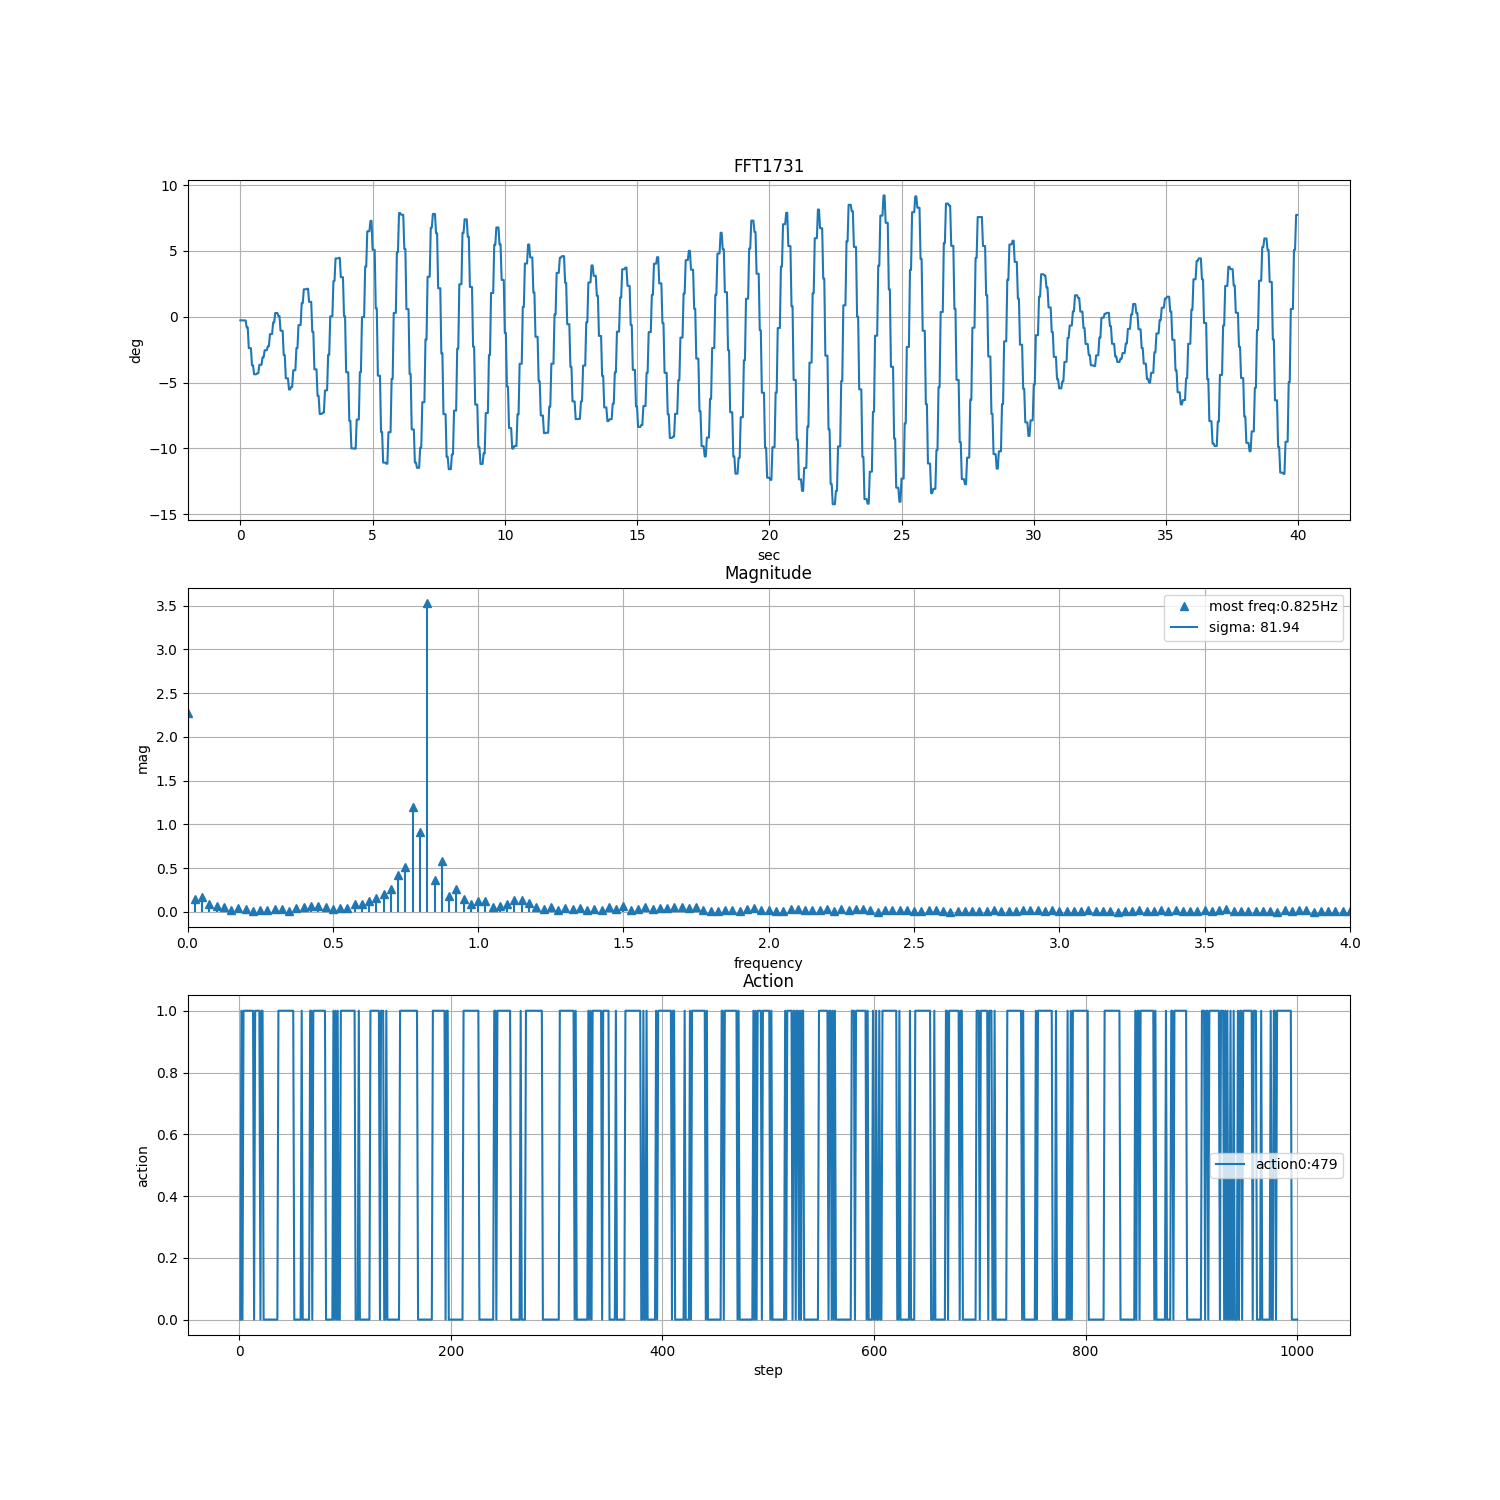 FFT1731
10
5
0
−5
−10
−15
deg
0 5 10 15 20 25 30 35 40
sec
Magnitude
most freq:0.825Hz
sigma: 81.94
3.5
3.0
2.5
2.0
1.5
1.0
0.5
0.0
mag
0.0 0.5 1.0 1.5 2.0 2.5 3.0 3.5 4.0
frequency
Action
1.0
0.8
0.6
0.4
0.2
0.0
action
action0:479
0 200 400 600 800 1000
step